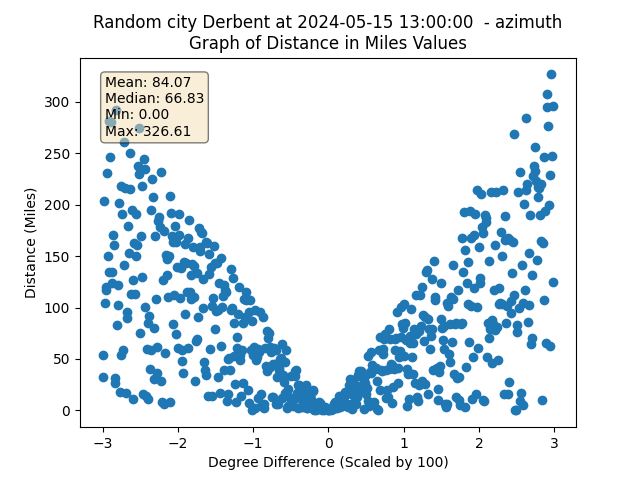 Random city Derbent at 2024-05-15 13:00:00  - azimuth
Graph of Distance in Miles Values
Mean: 84.07
Median: 66.83
Min: 0.00
Max: 326.61
300
250
200
150
100
50
0
Distance (Miles)
−3 −2 −1 0 1 2 3
Degree Difference (Scaled by 100)